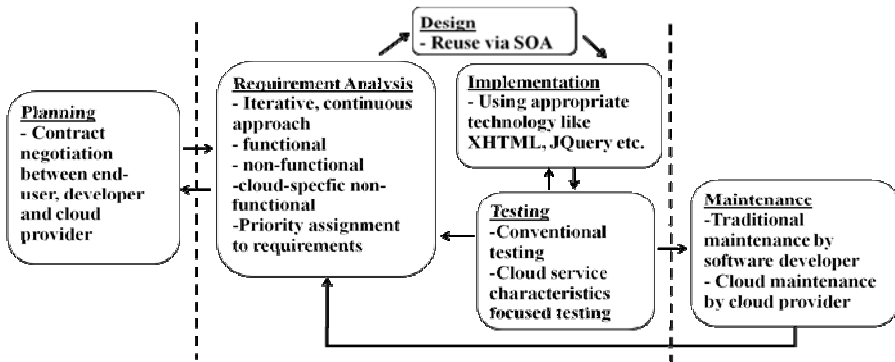 Planning
- Contract
negotiation
between end-
user, developer
and cloud
provider
Requirement Analysis
- Iterative, continuous
approach
- functional
- non-functional
-cloud-specfic non-
functional
-Priority assignment
to requirements
Design
- Reuse via SOA
Implementation
- Using appropriate
technology like
XHTML, JQuery etc.
Testing
-Conventional
testing
-Cloud service
characteristics
focused testing
Maintenance
-Traditional
maintenance by
software developer
- Cloud maintenance
by cloud provider